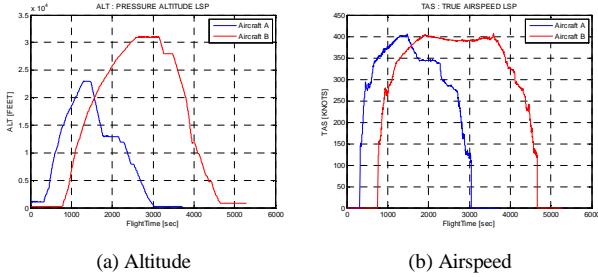 ALT : PRESSURE ALTITUDE LSP
Aircraft A
Aircraft B
x 10^4
3.5
3
2.5
2
1.5
1
0.5
0
ALT [FEET]
0 1000 2000 3000 4000 5000 6000
FlightTime [sec]
(a) Altitude
TAS : TRUE AIRSPEED LSP
Aircraft A
Aircraft B
450
400
350
300
250
200
150
100
50
0
TAS [KNOTS]
0 1000 2000 3000 4000 5000 6000
FlightTime [sec]
(b) Airspeed